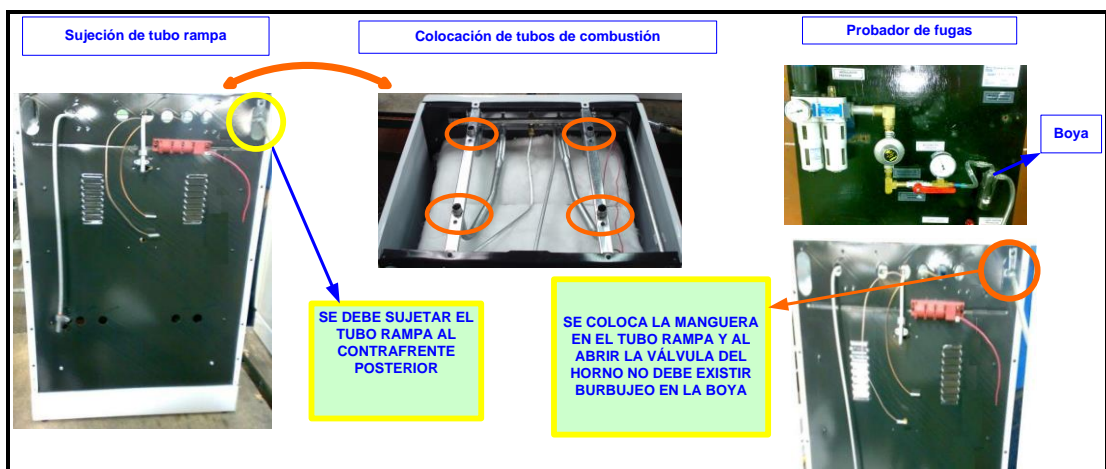 Sujeción de tubo rampa
Colocación de tubos de combustión
Probador de fugas
Boya
SE DEBE SUJETAR EL
TUBO RAMPA AL
CONTRAFRENTE
POSTERIOR
SE COLOCA LA MANGUERA
EN EL TUBO RAMPA Y AL
ABRIR LA VÁLVULA DEL
HORNO NO DEBE EXISTIR
BURBUJEO EN LA BOYA